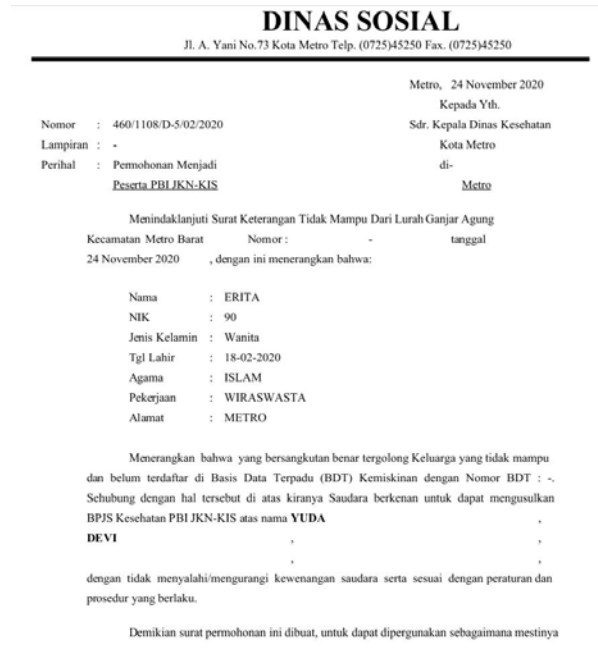 DINAS SOSIAL
Jl. A. Yani No.73 Kota Metro Telp. (0725)45250 Fax. (0725)45250
Metro, 24 November 2020
Kepada Yth.
Nomor : 460/1108/D-5/02/2020 Sdr. Kepala Dinas Kesehatan
Lampiran : - Kota Metro
Perihal : Permohonan Menjadi di-
Peserta PBI JKN-KIS Metro
Menindaklanjuti Surat Keterangan Tidak Mampu Dari Lurah Ganjar Agung
Kecamatan Metro Barat Nomor : - tanggal
24 November 2020 , dengan ini menerangkan bahwa:
Nama : ERITA
NIK : 90
Jenis Kelamin : Wanita
Tgl Lahir : 18-02-2020
Agama : ISLAM
Pekerjaan : WIRASWASTA
Alamat : METRO
Menerangkan bahwa yang bersangkutan benar tergolong Keluarga yang tidak mampu
dan belum terdaftar di Basis Data Terpadu (BDT) Kemiskinan dengan Nomor BDT : -.
Sehubung dengan hal tersebut di atas kiranya Saudara berkenan untuk dapat mengusulkan
BPJS Kesehatan PBI JKN-KIS atas nama YUDA ,
DEVI , ,
, ,
dengan tidak menyalahi/mengurangi kewenangan saudara serta sesuai dengan peraturan dan
prosedur yang berlaku.
Demikian surat permohonan ini dibuat, untuk dapat dipergunakan sebagaimana mestinya